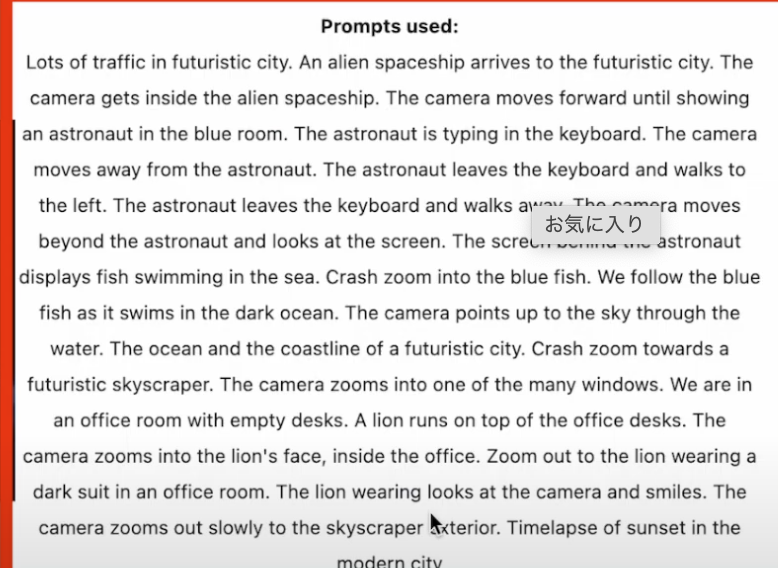 Prompts used:
Lots of traffic in futuristic city. An alien spaceship arrives to the futuristic city. The
camera gets inside the alien spaceship. The camera moves forward until showing
an astronaut in the blue room. The astronaut is typing in the keyboard. The camera
moves away from the astronaut. The astronaut leaves the keyboard and walks to
the left. The astronaut leaves the keyboard and walks away. The camera moves
お気に入り
beyond the astronaut and looks at the screen. The screen behind the astronaut
displays fish swimming in the sea. Crash zoom into the blue fish. We follow the blue
fish as it swims in the dark ocean. The camera points up to the sky through the
water. The ocean and the coastline of a futuristic city. Crash zoom towards a
futuristic skyscraper. The camera zooms into one of the many windows. We are in
an office room with empty desks. A lion runs on top of the office desks. The
camera zooms into the lion's face, inside the office. Zoom out to the lion wearing a
dark suit in an office room. The lion wearing looks at the camera and smiles. The
camera zooms out slowly to the skyscraper exterior. Timelapse of sunset in the
modern city